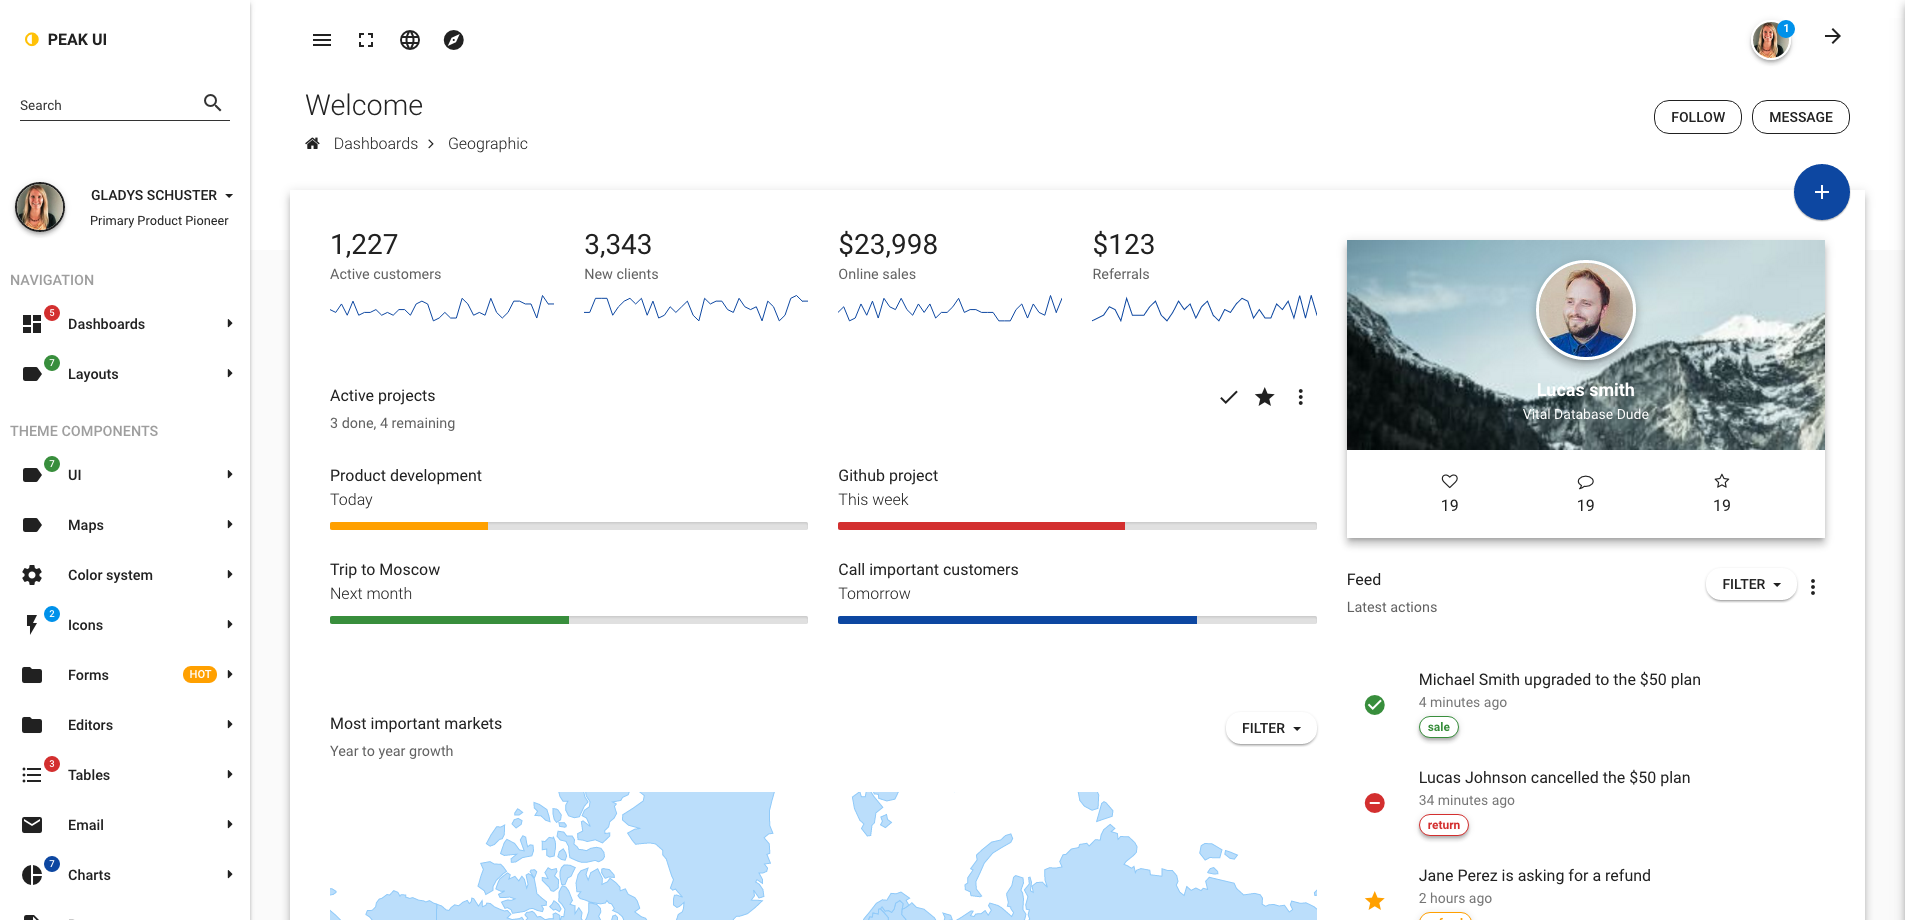 PEAK UI
Search
GLADYS SCHUSTER
Primary Product Pioneer
NAVIGATION
5
Dashboards
7
Layouts
THEME COMPONENTS
7
UI
Maps
Color system
2
Icons
Forms
HOT
Editors
3
Tables
Email
7
Charts
1
Welcome
Dashboards
Geographic
FOLLOW
MESSAGE
1,227
Active customers
3,343
New clients
$23,998
Online sales
$123
Referrals
Active projects
3 done, 4 remaining
Product development
Today
Github project
This week
Trip to Moscow
Next month
Call important customers
Tomorrow
Most important markets
Year to year growth
FILTER
Lucas smith
Vital Database Dude
19
19
19
Feed
Latest actions
FILTER
Michael Smith upgraded to the $50 plan
4 minutes ago
sale
Lucas Johnson cancelled the $50 plan
34 minutes ago
return
Jane Perez is asking for a refund
2 hours ago